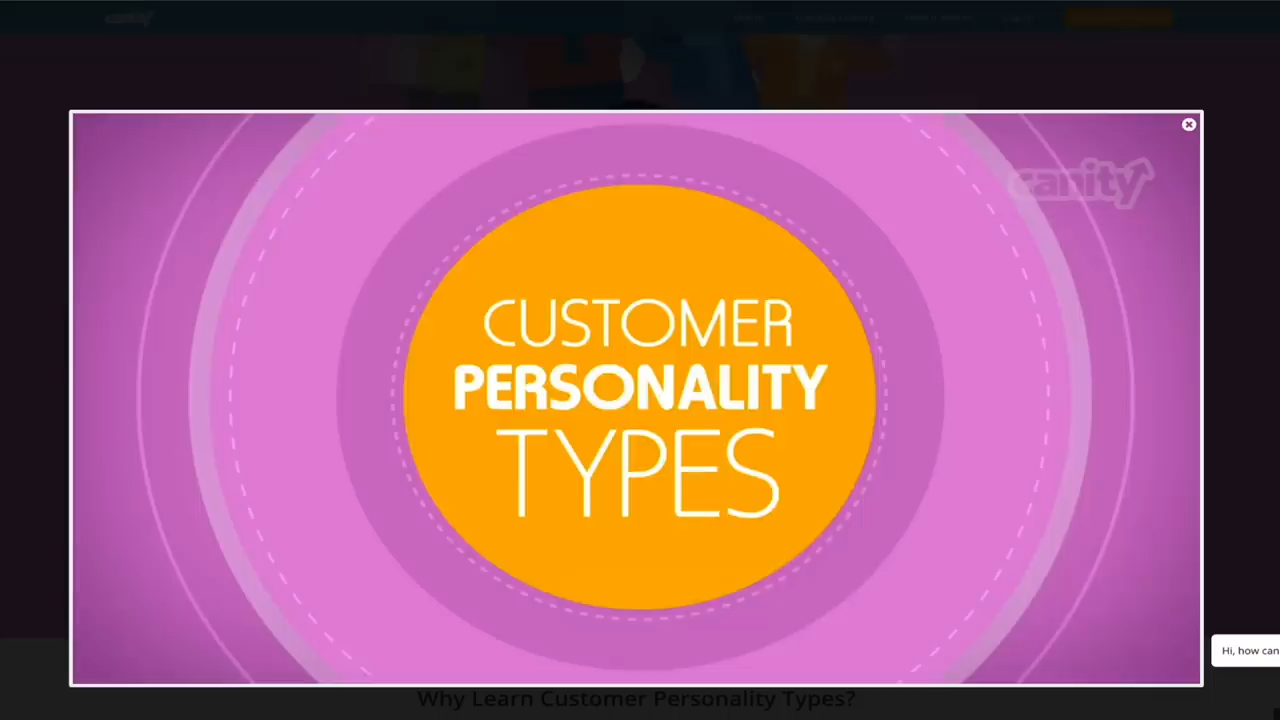 canity
CUSTOMER
PERSONALITY
TYPES
Hi, how can
Why Learn Customer Personality Types?